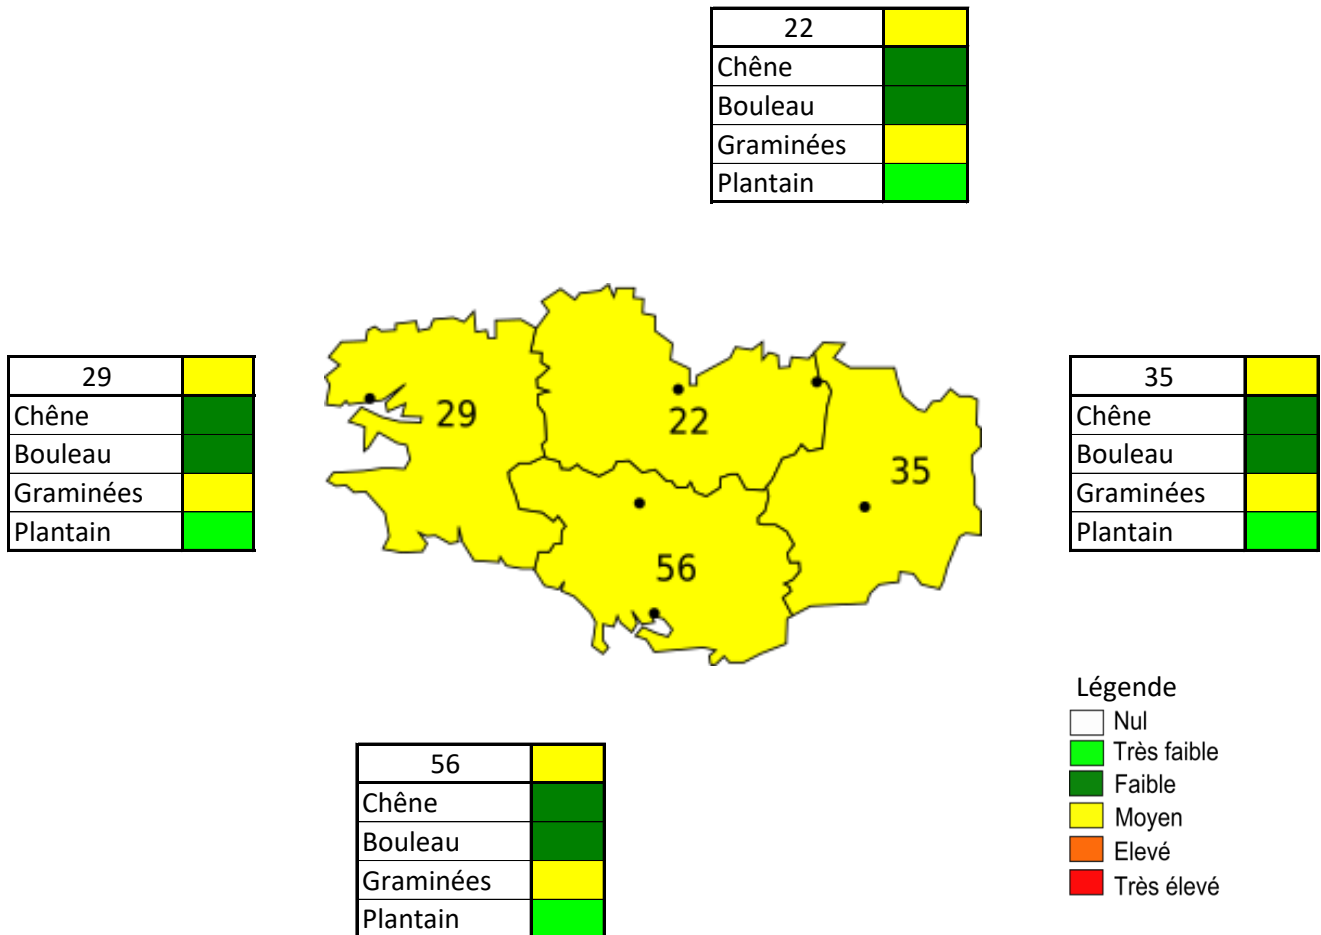 22
Chêne
Bouleau
Graminées
Plantain
29
Chêne
Bouleau
Graminées
Plantain
29
22
35
56
35
Chêne
Bouleau
Graminées
Plantain
56
Chêne
Bouleau
Graminées
Plantain
Légende
Nul
Très faible
Faible
Moyen
Elevé
Très élevé